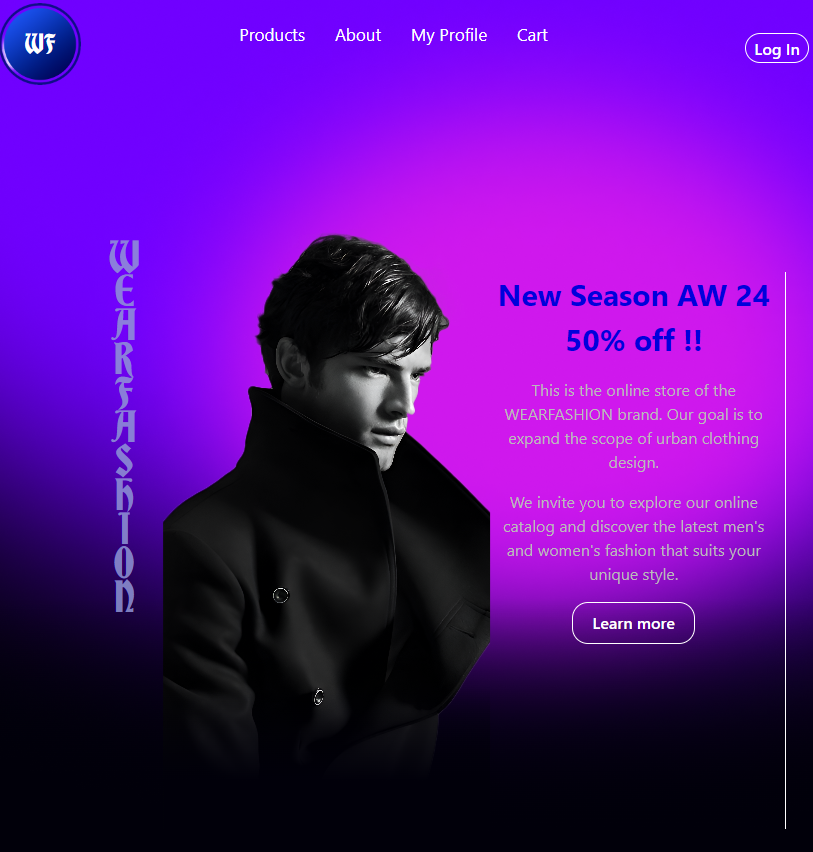 WF
Products About My Profile Cart
Log In
WEARFASHION
New Season AW 24
50% off !!
This is the online store of the
WEARFASHION brand. Our goal is to
expand the scope of urban clothing
design.
We invite you to explore our online
catalog and discover the latest men's
and women's fashion that suits your
unique style.
Learn more